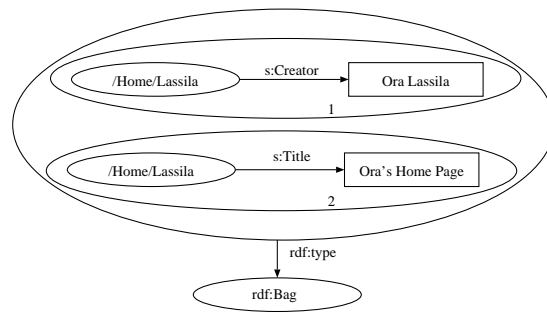 s:Creator
/Home/Lassila
Ora Lassila
1
s:Title
/Home/Lassila
Ora's Home Page
2
rdf:type
rdf:Bag